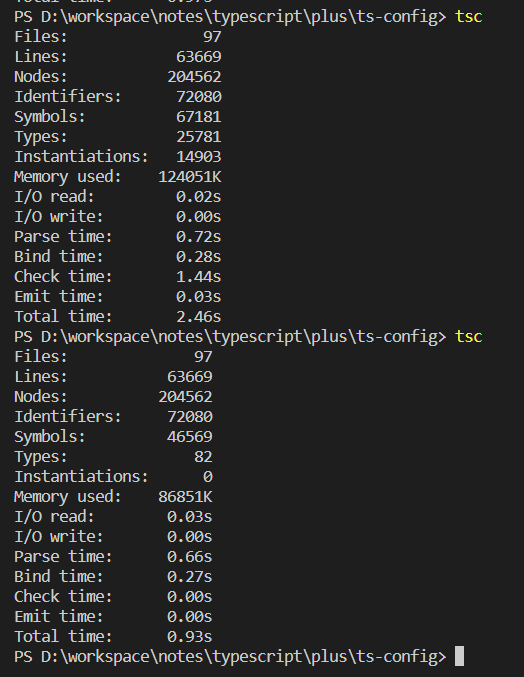 PS D:\workspace\notes\typescript\plus\ts-config> tsc
Files: 97
Lines: 63669
Nodes: 204562
Identifiers: 72080
Symbols: 67181
Types: 25781
Instantiations: 14903
Memory used: 124051K
I/O read: 0.02s
I/O write: 0.00s
Parse time: 0.72s
Bind time: 0.28s
Check time: 1.44s
Emit time: 0.03s
Total time: 2.46s
PS D:\workspace\notes\typescript\plus\ts-config> tsc
Files: 97
Lines: 63669
Nodes: 204562
Identifiers: 72080
Symbols: 46569
Types: 82
Instantiations: 0
Memory used: 86851K
I/O read: 0.03s
I/O write: 0.00s
Parse time: 0.66s
Bind time: 0.27s
Check time: 0.00s
Emit time: 0.00s
Total time: 0.93s
PS D:\workspace\notes\typescript\plus\ts-config>